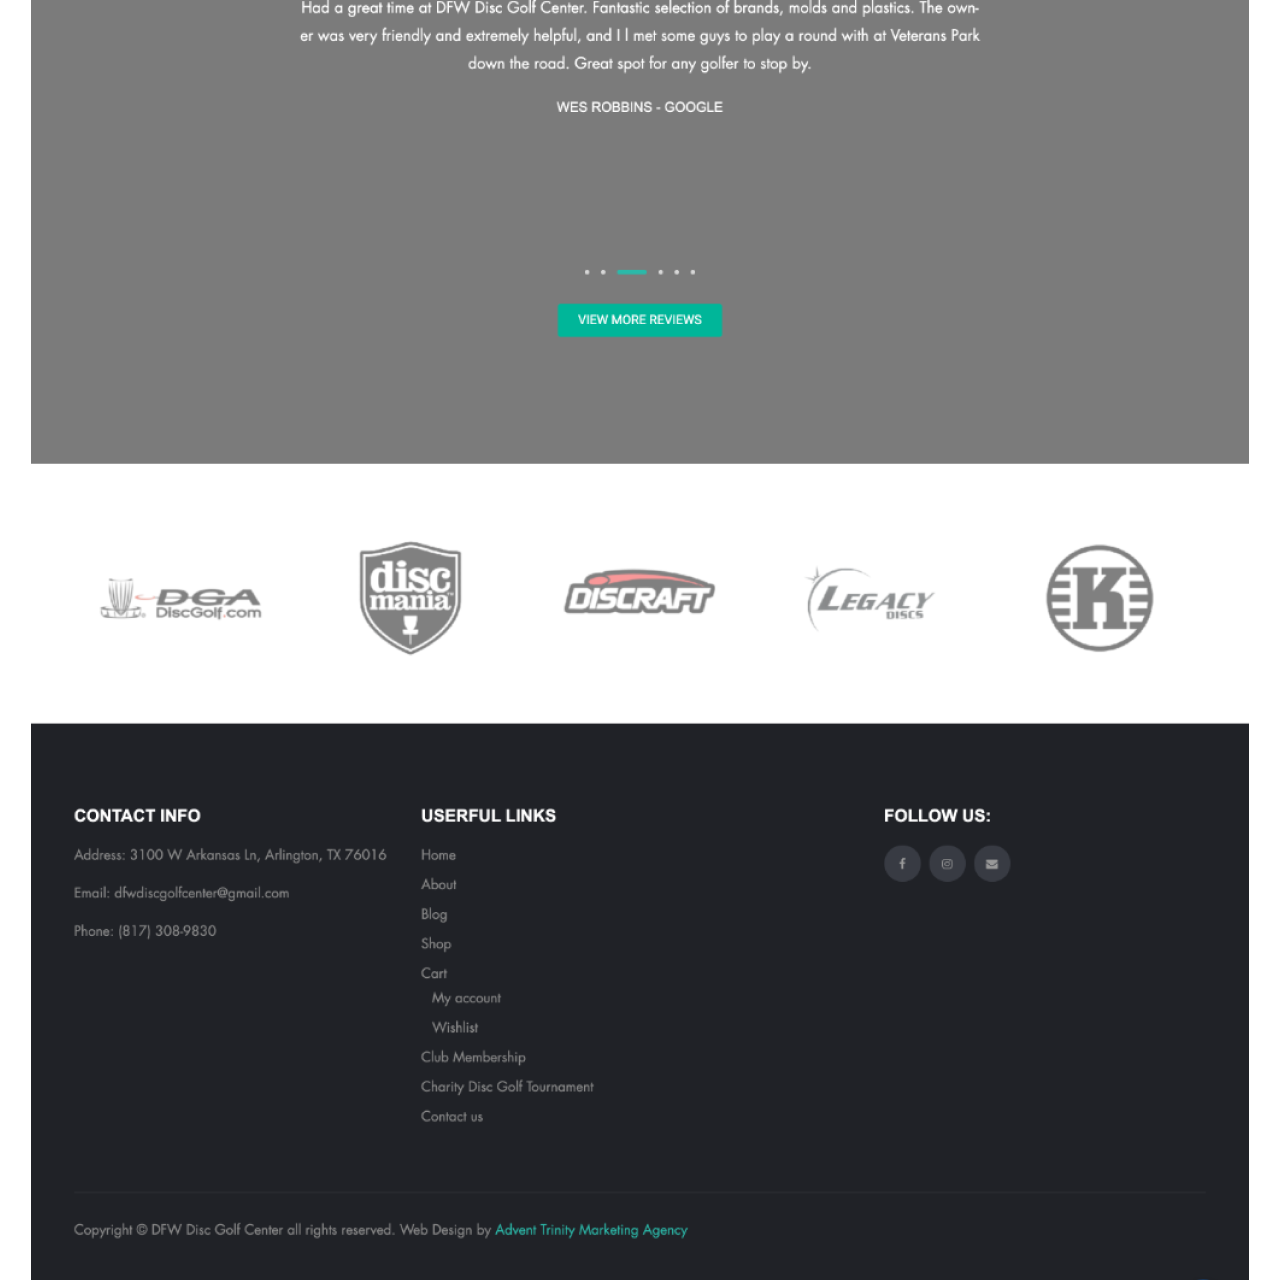 Had a great time at DFW Disc Golf Center. Fantastic selection of brands, molds and plastics. The own-
er was very friendly and extremely helpful, and I l met some guys to play a round with at Veterans Park
down the road. Great spot for any golfer to stop by.
WES ROBBINS - GOOGLE
VIEW MORE REVIEWS
DGA
DiscGolf.com
disc
mania
DISCRAFT
LEGACY
DISCS
K
CONTACT INFO
Address: 3100 W Arkansas Ln, Arlington, TX 76016
Email: dfwdiscgolfcenter@gmail.com
Phone: (817) 308-9830
USERFUL LINKS
Home
About
Blog
Shop
Cart
My account
Wishlist
Club Membership
Charity Disc Golf Tournament
Contact us
FOLLOW US:
Copyright © DFW Disc Golf Center all rights reserved. Web Design by Advent Trinity Marketing Agency